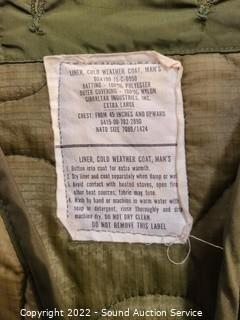 LINER, COLD WEATHER COAT, MAN'S
DSA100-75-C-0950
BATTING - 100% POLYESTER
OUTER COVERING - 100% NYLON
GIBRALTAR INDUSTRIES, INC.
EXTRA LARGE
CHEST: FROM 45 INCHES AND UPWARD
8415-00-782-2890
NATO SIZE 7080/1424
LINER, COLD WEATHER COAT, MAN'S
1. Button into coat for extra warmth.
2. Dry liner and coat separately when damp or wet
3. Avoid contact with heated stoves, open fire
other heat sources; fabric may fuse.
4. Wash by hand or machine in warm water with
soap or detergent, rinse thoroughly and dry
machine dry. DO NOT DRY CLEAN.
DO NOT REMOVE THIS LABEL
Copyright 2022 - Sound Auction Service